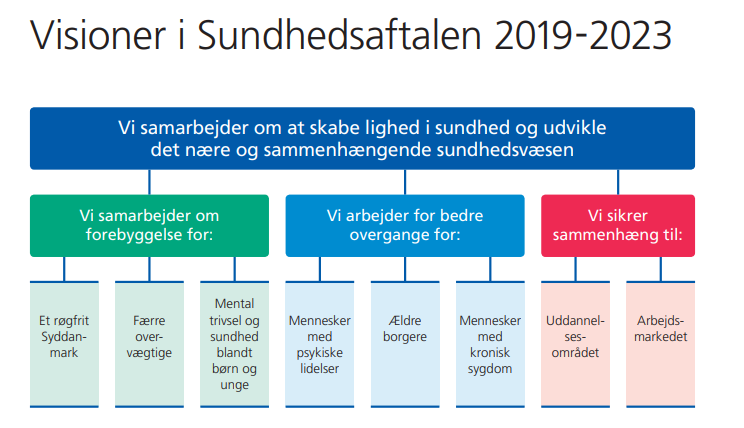 Visioner i Sundhedsaftalen 2019-2023
Vi samarbejder om at skabe lighed i sundhed og udvikle
det nære og sammenhængende sundhedsvæsen
Vi samarbejder om
forebyggelse for:
Vi arbejder for bedre
overgange for:
Vi sikrer
sammenhæng til:
Et røgfrit
Syddan-
mark
Færre
over-
vægtige
Mental
trivsel og
sundhed
blandt
børn og
unge
Mennesker
med
psykiske
lidelser
Ældre
borgere
Mennesker
med
kronisk
sygdom
Uddannel-
ses-
området
Arbejds-
markedet